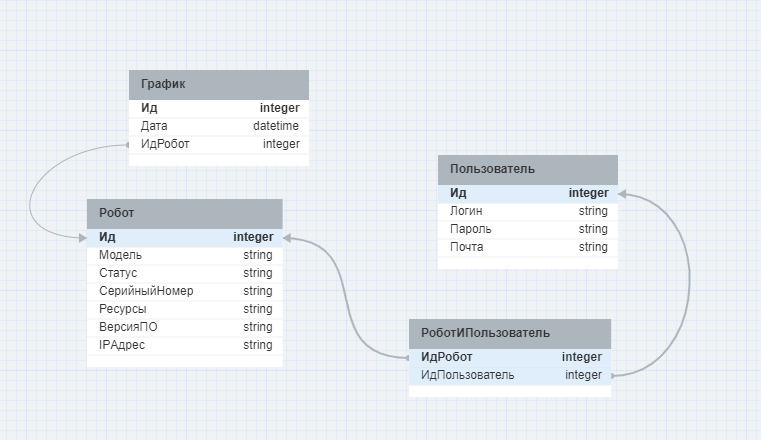 График
Ид integer
Дата datetime
ИдРобот integer
Пользователь
Ид integer
Логин string
Пароль string
Почта string
Робот
Ид integer
Модель string
Статус string
СерийныйНомер string
Ресурсы string
ВерсияПО string
IPАдрес string
РоботИПользователь
ИдРобот integer
ИдПользователь integer